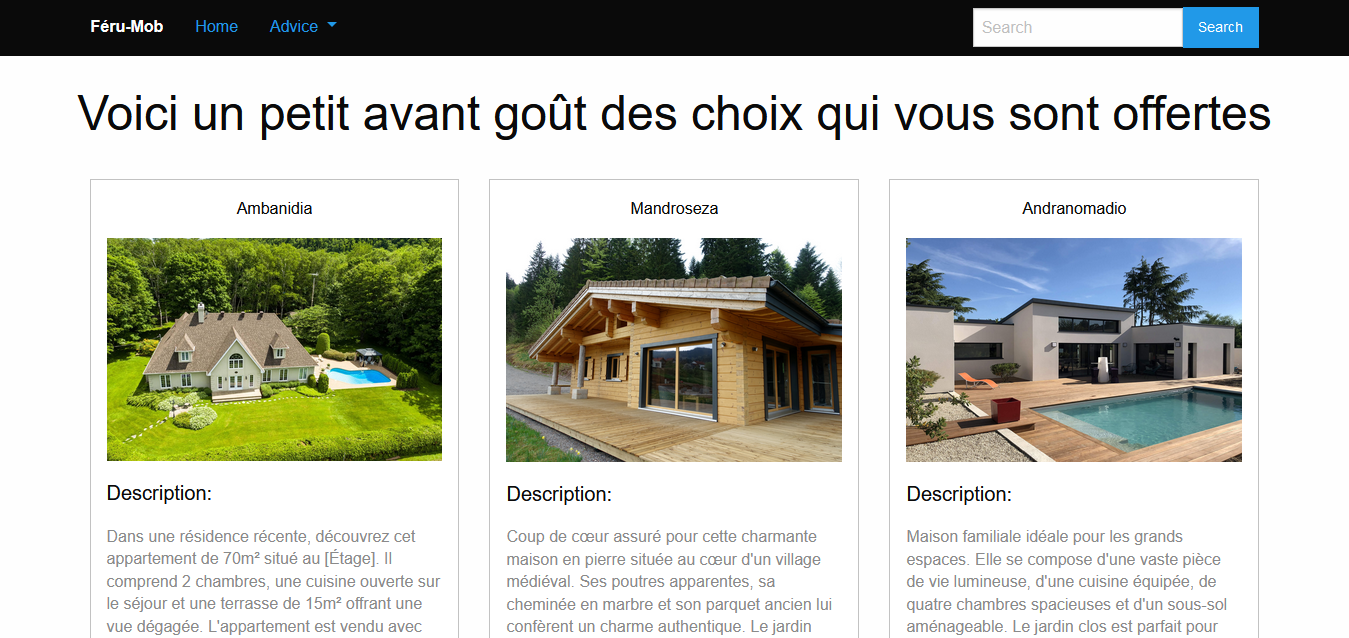 Féru-Mob Home Advice Search Search
Voici un petit avant goût des choix qui vous sont offertes
Ambanidia
Description:
Dans une résidence récente, découvrez cet
appartement de 70m² situé au [Étage]. Il
comprend 2 chambres, une cuisine ouverte sur
le séjour et une terrasse de 15m² offrant une
vue dégagée. L'appartement est vendu avec
Mandroseza
Description:
Coup de cœur assuré pour cette charmante
maison en pierre située au cœur d'un village
médiéval. Ses poutres apparentes, sa
cheminée en marbre et son parquet ancien lui
confèrent un charme authentique. Le jardin
Andranomadio
Description:
Maison familiale idéale pour les grands
espaces. Elle se compose d'une vaste pièce
de vie lumineuse, d'une cuisine équipée, de
quatre chambres spacieuses et d'un sous-sol
aménageable. Le jardin clos est parfait pour